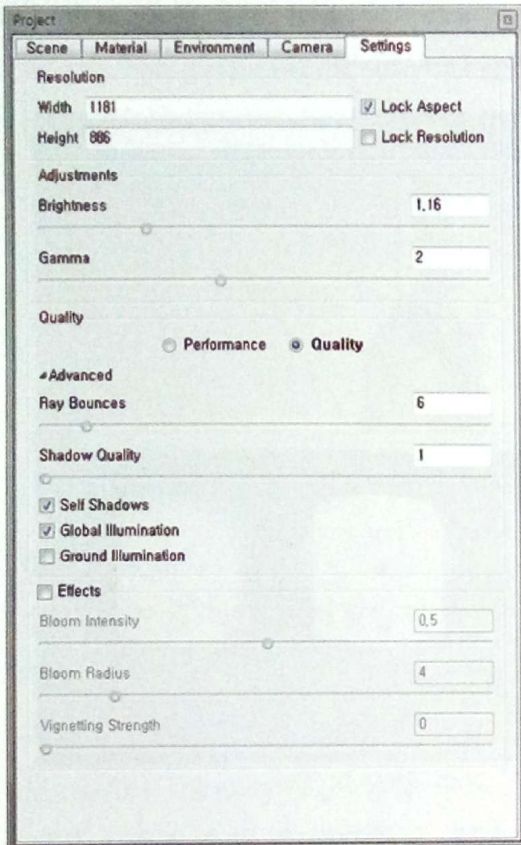 Project
Scene Material Environment Camera Settings
Resolution
Width 1181 Lock Aspect
Height 886 Lock Resolution
Adjustments
Brightness 1,16
Gamma 2
Quality
Performance Quality
Advanced
Ray Bounces 6
Shadow Quality 1
Self Shadows
Global Illumination
Ground Illumination
Effects
Bloom Intensity 0,5
Bloom Radius 4
Vignetting Strength 0